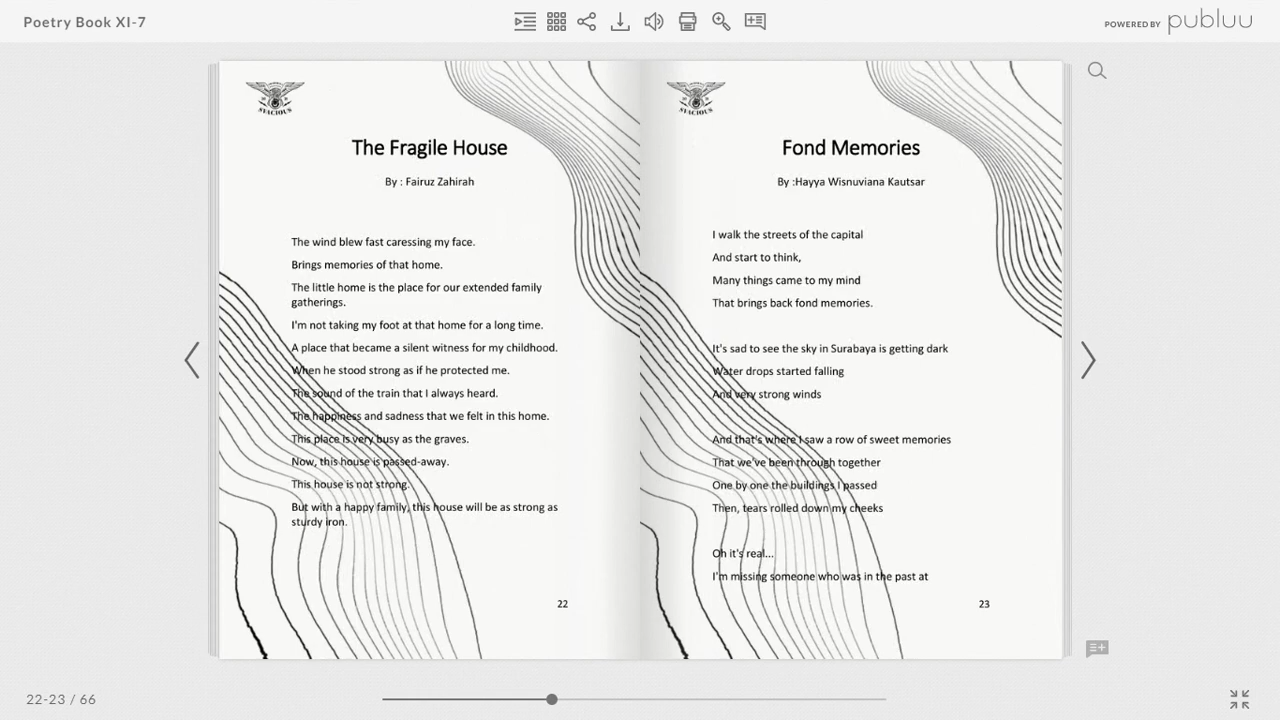 Poetry Book XI-7
POWERED BY publuu
SVACIOUS
The Fragile House
By : Fairuz Zahirah
The wind blew fast caressing my face.
Brings memories of that home.
The little home is the place for our extended family
gatherings.
I'm not taking my foot at that home for a long time.
A place that became a silent witness for my childhood.
When he stood strong as if he protected me.
The sound of the train that I always heard.
The happiness and sadness that we felt in this home.
This place is very busy as the graves.
Now, this house is passed-away.
This house is not strong.
But with a happy family, this house will be as strong as
sturdy iron.
22
SVACIOUS
Fond Memories
By :Hayya Wisnuviana Kautsar
I walk the streets of the capital
And start to think,
Many things came to my mind
That brings back fond memories.
It's sad to see the sky in Surabaya is getting dark
Water drops started falling
And very strong winds
And that's where I saw a row of sweet memories
That we've been through together
One by one the buildings I passed
Then, tears rolled down my cheeks
Oh it's real...
I'm missing someone who was in the past at
23
22-23 / 66